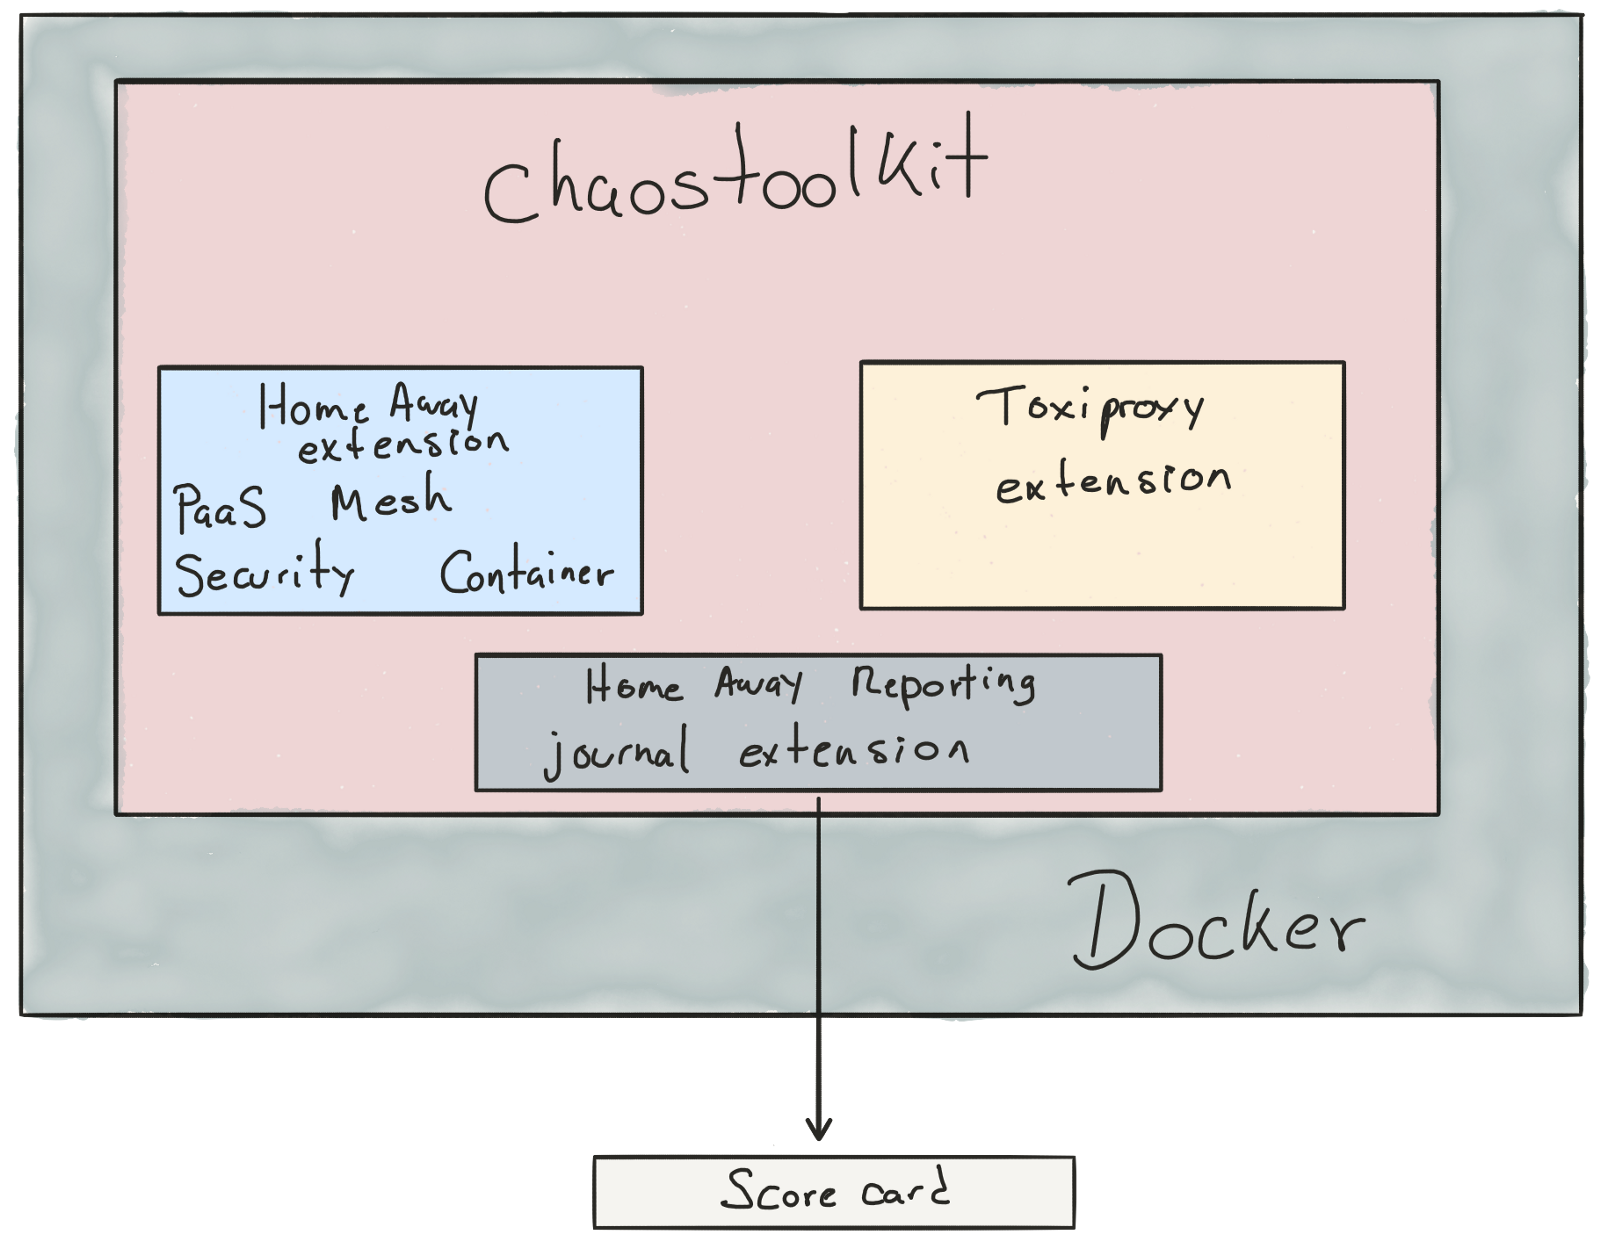 Chaostoolkit
Home Away
extension
PaaS Mesh
Security Container
Toxiproxy
extension
Home Away Reporting
journal extension
Docker
Score card